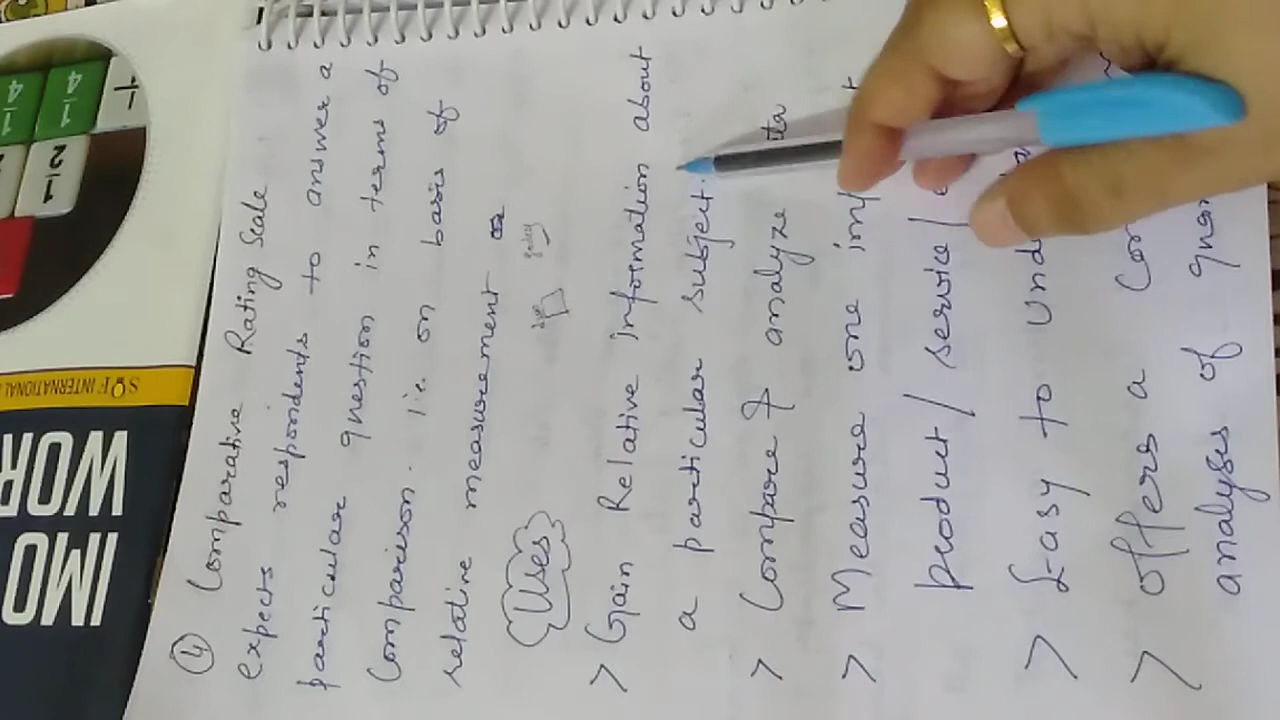 ④ Comparative Rating Scale
expects respondents to answer a
particular question in terms of
Comparison. i.e. on basis of
relative measurement
Uses
> Gain Relative information about
a particular subject.
> Compare & analyze
> Measure one
product / service /
> Easy to
> offers a
analyses of
IMO
WOR
SOF INTERNATIONAL